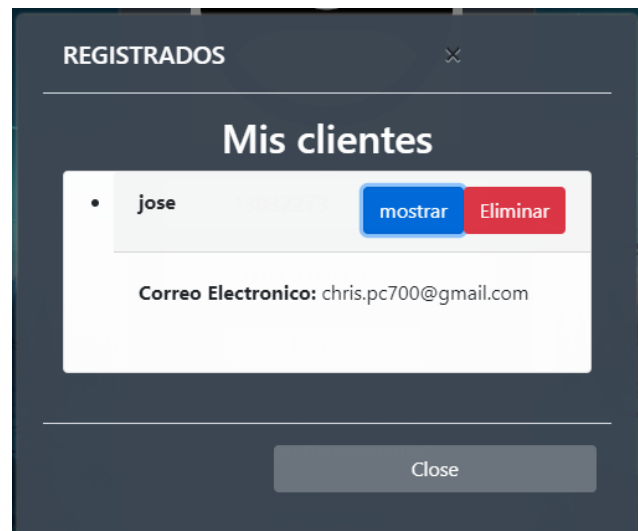 REGISTRADOS ×
Mis clientes
• jose mostrar Eliminar
Correo Electronico: chris.pc700@gmail.com
Close